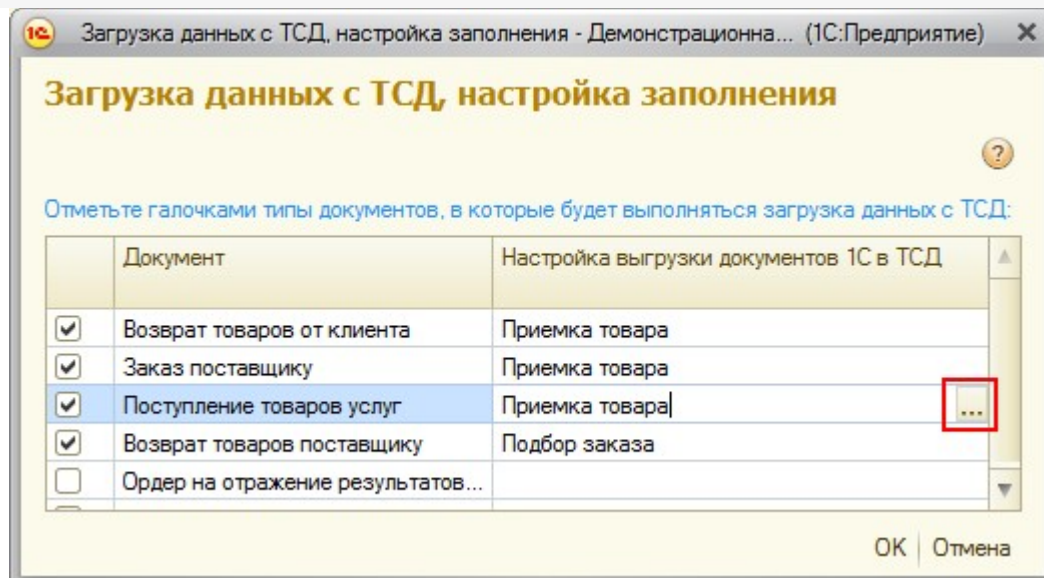 1С Загрузка данных с ТСД, настройка заполнения - Демонстрационна... (1С:Предприятие)
Загрузка данных с ТСД, настройка заполнения
?
Отметьте галочками типы документов, в которые будет выполняться загрузка данных с ТСД:
Документ Настройка выгрузки документов 1С в ТСД
Возврат товаров от клиента Приемка товара
Заказ поставщику Приемка товара
Поступление товаров услуг Приемка товара ...
Возврат товаров поставщику Подбор заказа
Ордер на отражение результатов...
ОК Отмена